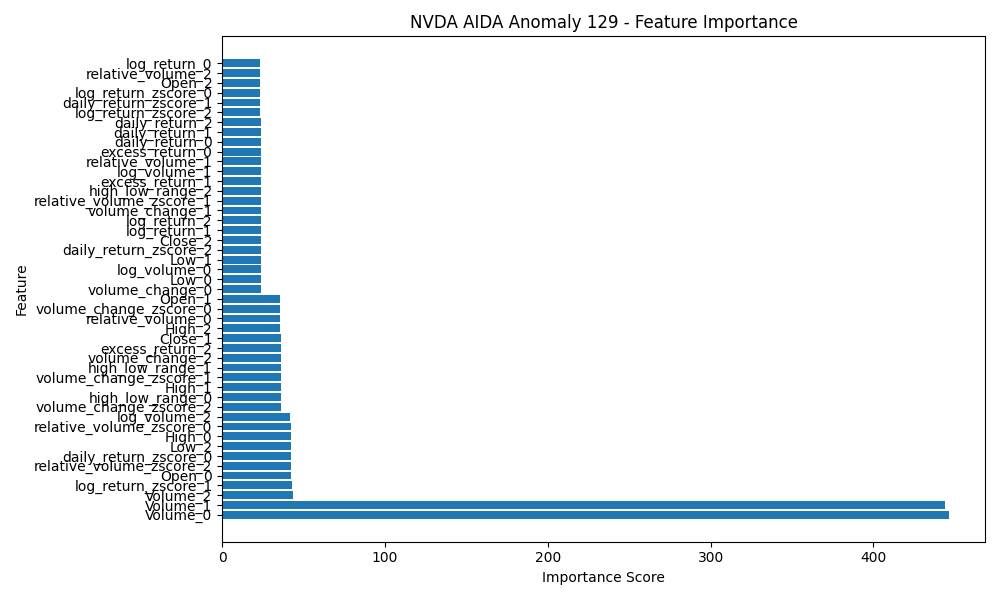 NVDA AIDA Anomaly 129 - Feature Importance
log_return_0
relative_volume_2
Open_2
log_return_zscore_0
daily_return_zscore_1
log_return_zscore_2
daily_return_2
daily_return_1
daily_return_0
excess_return_0
relative_volume_1
log_volume_1
excess_return_1
high_low_range_2
relative_volume_zscore_1
volume_change_1
log_return_2
log_return_1
Close_2
daily_return_zscore_2
Low_1
log_volume_0
Low_0
volume_change_0
Open_1
volume_change_zscore_0
relative_volume_0
High_2
Close_1
excess_return_2
volume_change_2
high_low_range_1
volume_change_zscore_1
High_1
high_low_range_0
volume_change_zscore_2
log_volume_2
relative_volume_zscore_0
High_0
Low_2
daily_return_zscore_0
relative_volume_zscore_2
Open_0
log_return_zscore_1
Volume_2
Volume_1
Volume_0
Feature
0 100 200 300 400
Importance Score